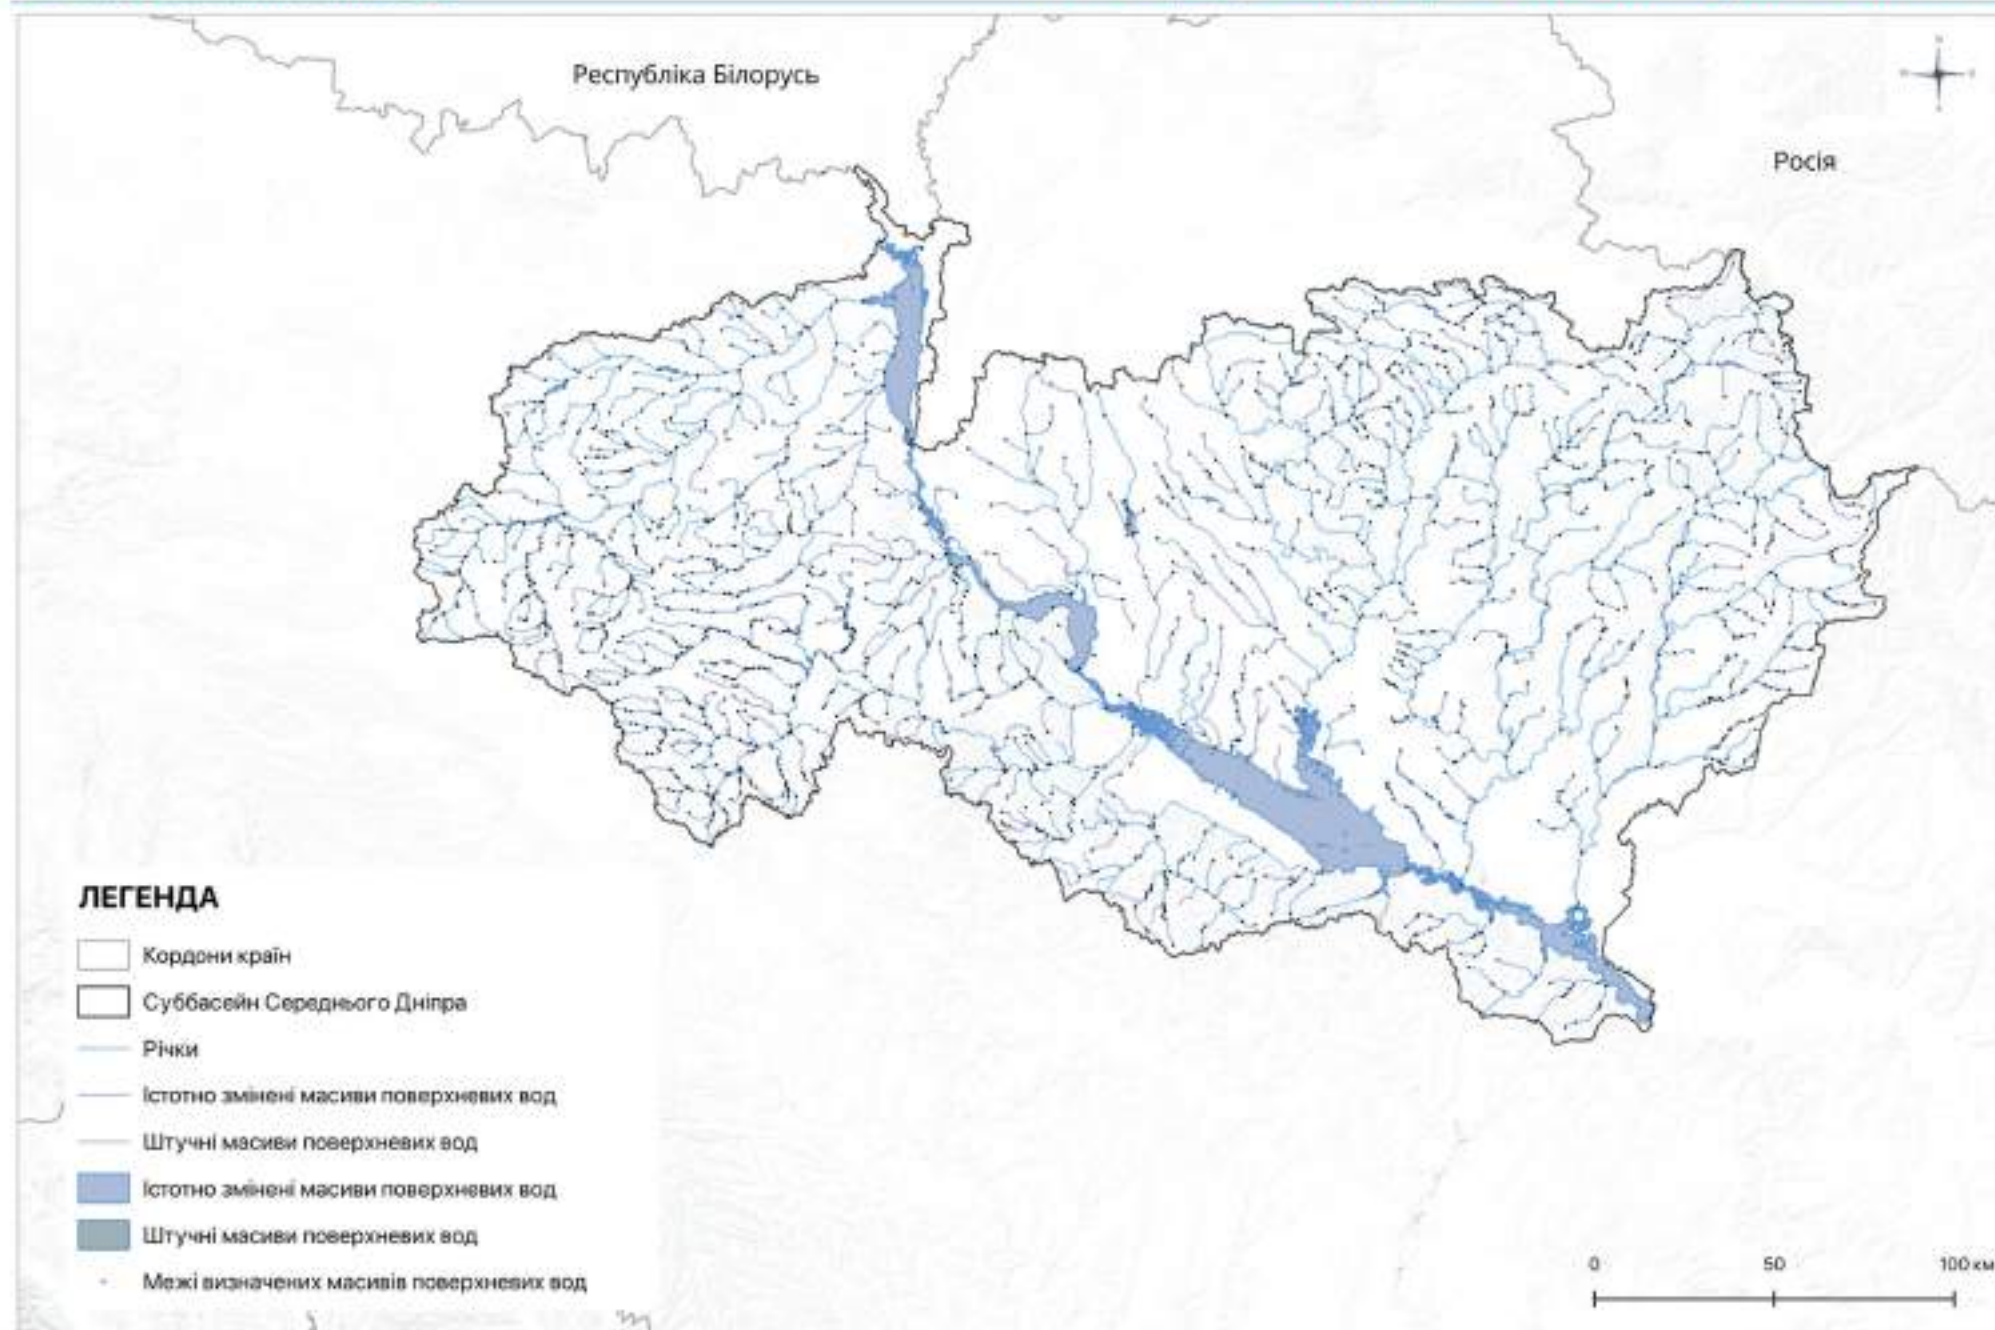 Республіка Білорусь
Росія
ЛЕГЕНДА
Кордони країн
Суббасейн Середнього Дніпра
Річки
Істотно змінені масиви поверхневих вод
Штучні масиви поверхневих вод
Істотно змінені масиви поверхневих вод
Штучні масиви поверхневих вод
Межі визначених масивів поверхневих вод
0 50 100 км